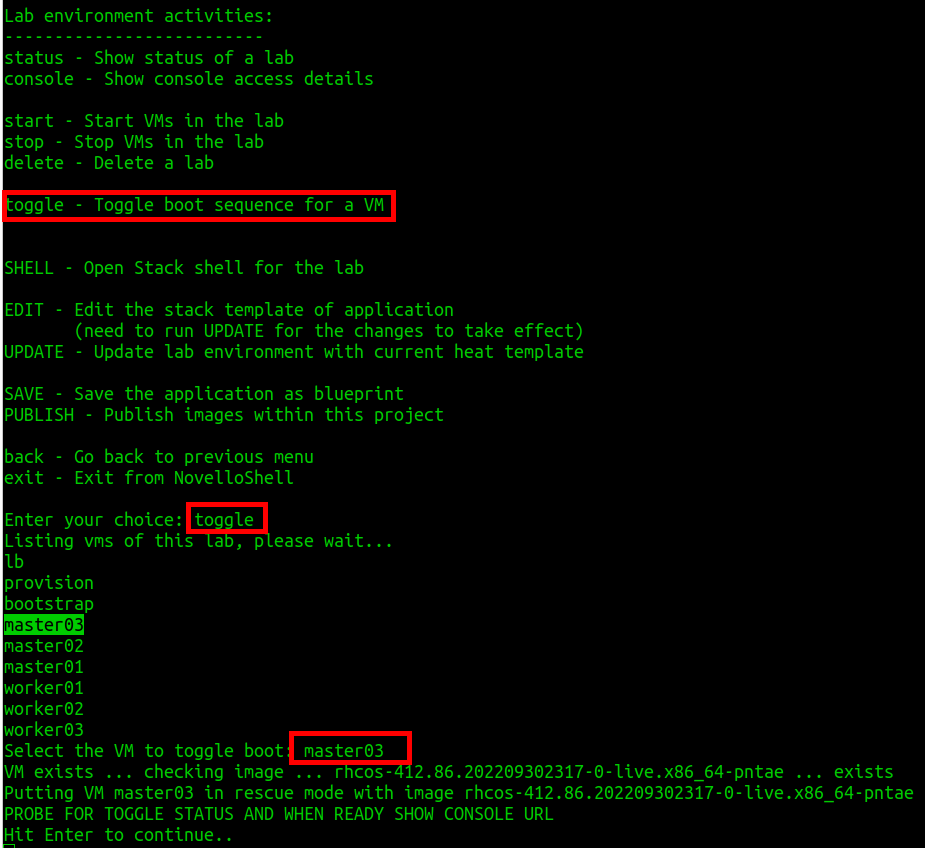 Lab environment activities:
--------------------------
status - Show status of a lab
console - Show console access details
start - Start VMs in the lab
stop - Stop VMs in the lab
delete - Delete a lab
toggle - Toggle boot sequence for a VM
SHELL - Open Stack shell for the lab
EDIT - Edit the stack template of application
(need to run UPDATE for the changes to take effect)
UPDATE - Update lab environment with current heat template
SAVE - Save the application as blueprint
PUBLISH - Publish images within this project
back - Go back to previous menu
exit - Exit from NovelloShell
Enter your choice: toggle
Listing vms of this lab, please wait...
lb
provision
bootstrap
master03
master02
master01
worker01
worker02
worker03
Select the VM to toggle boot: master03
VM exists ... checking image ... rhcos-412.86.202209302317-0-live.x86_64-pntae ... exists
Putting VM master03 in rescue mode with image rhcos-412.86.202209302317-0-live.x86_64-pntae
PROBE FOR TOGGLE STATUS AND WHEN READY SHOW CONSOLE URL
Hit Enter to continue..